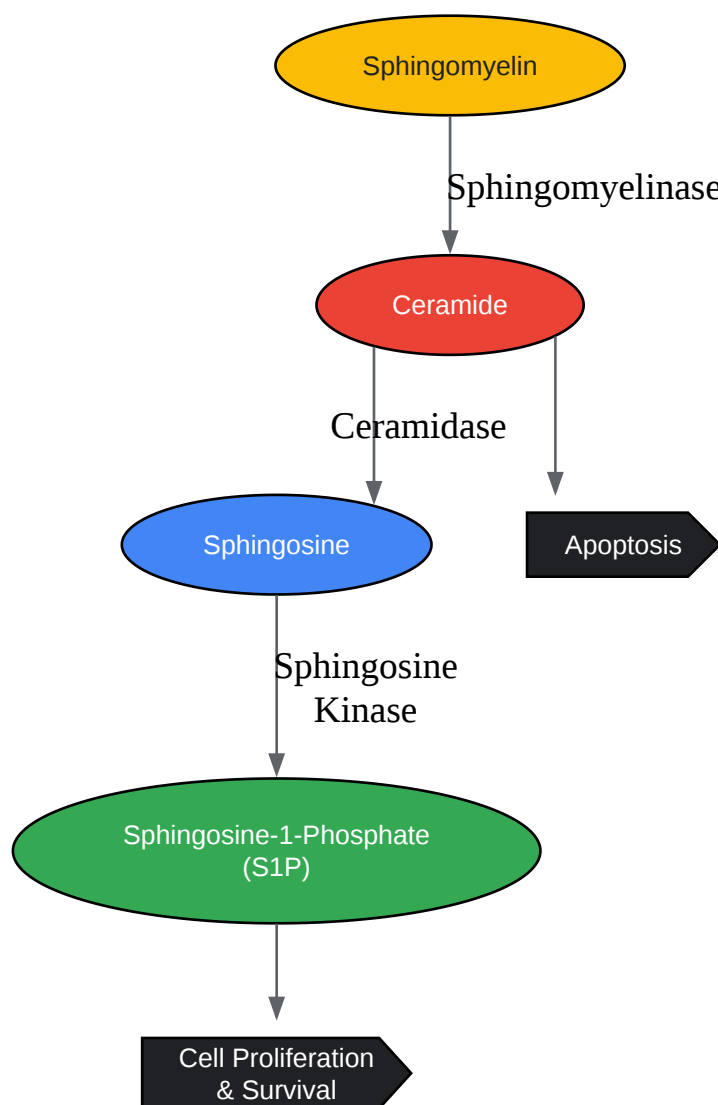 Sphingomyelin
Sphingomyelinase
Ceramide
Ceramidase
Sphingosine
Apoptosis
Sphingosine
Kinase
Sphingosine-1-Phosphate
(S1P)
Cell Proliferation
& Survival